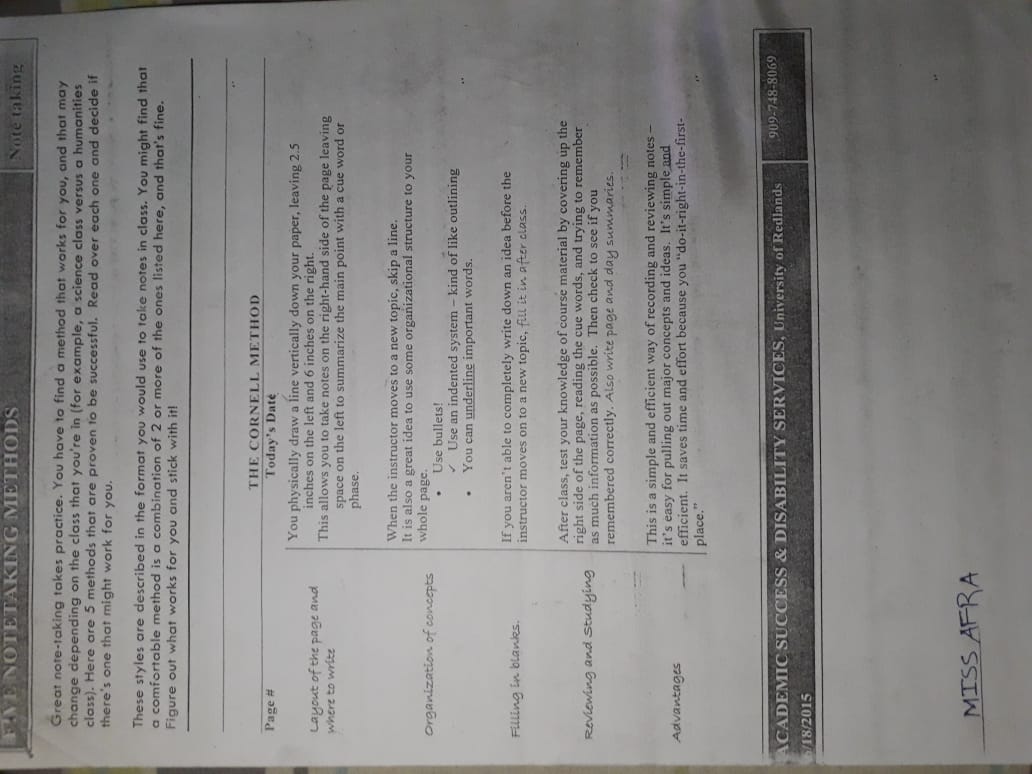 FIVE NOTETAKING METHODS
Note taking
Great note-taking takes practice. You have to find a method that works for you, and that may
change depending on the class that you're in (for example, a science class versus a humanities
class). Here are 5 methods that are proven to be successful. Read over each one and decide if
there's one that might work for you.
These styles are described in the format you would use to take notes in class. You might find that
a comfortable method is a combination of 2 or more of the ones listed here, and that's fine.
Figure out what works for you and stick with it!
THE CORNELL METHOD
Page # Today's Date
Layout of the page and
where to write
You physically draw a line vertically down your paper, leaving 2.5
inches on the left and 6 inches on the right.
This allows you to take notes on the right-hand side of the page leaving
space on the left to summarize the main point with a cue word or
phase.
Organization of concepts
When the instructor moves to a new topic, skip a line.
It is also a great idea to use some organizational structure to your
whole page.
• Use bullets!
✓ Use an indented system – kind of like outlining
• You can underline important words.
Filling in blanks.
If you aren't able to completely write down an idea before the
instructor moves on to a new topic, fill it in after class.
Reviewing and Studying
After class, test your knowledge of course material by covering up the
right side of the page, reading the cue words, and trying to remember
as much information as possible. Then check to see if you
remembered correctly. Also write page and day summaries.
Advantages
This is a simple and efficient way of recording and reviewing notes –
it's easy for pulling out major concepts and ideas. It's simple and
efficient. It saves time and effort because you "do-it-right-in-the-first-
place."
ACADEMIC SUCCESS & DISABILITY SERVICES, University of Redlands
909-748-8069
/18/2015
MISS AFRA